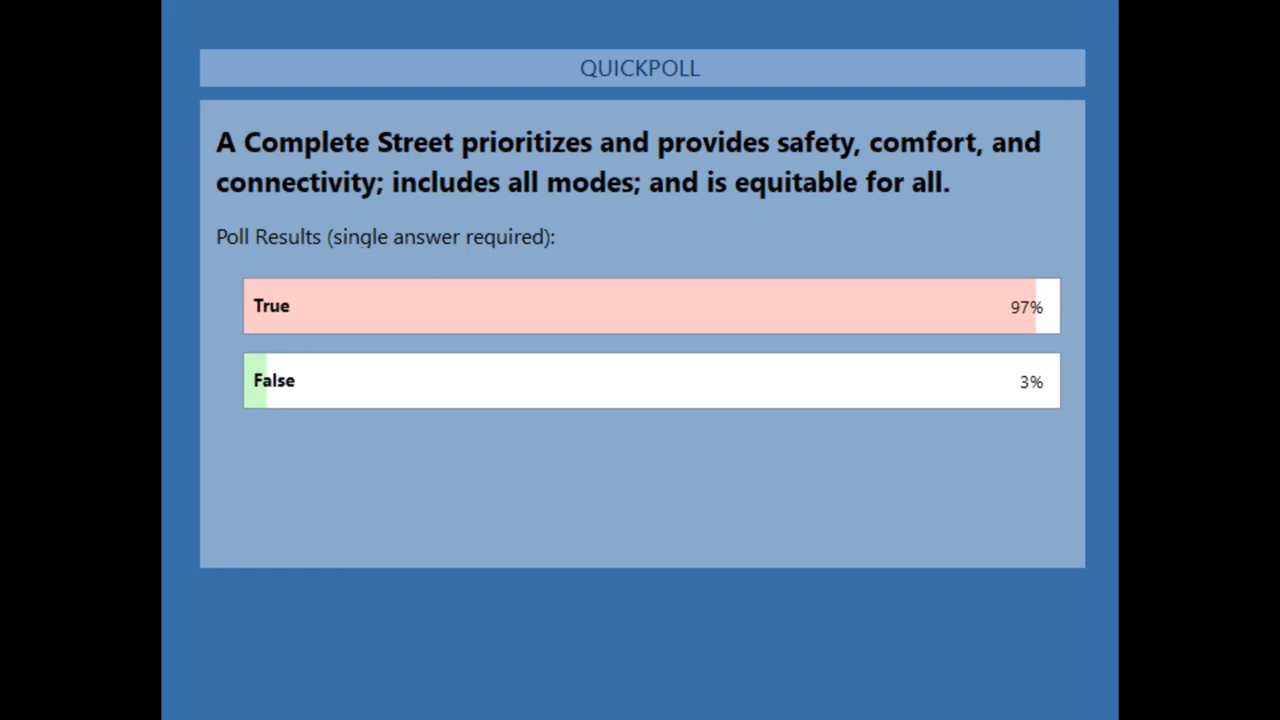 QUICKPOLL
A Complete Street prioritizes and provides safety, comfort, and
connectivity; includes all modes; and is equitable for all.
Poll Results (single answer required):
True 97%
False 3%